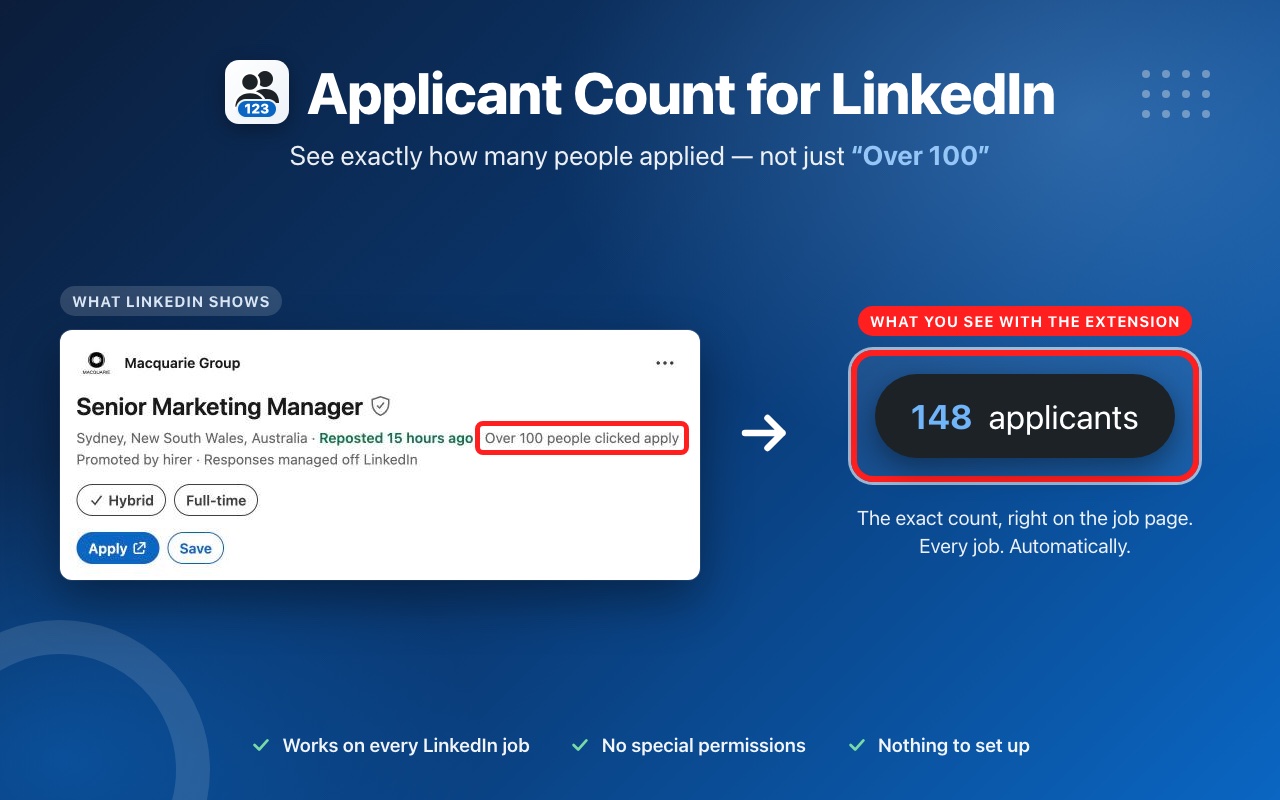 123
Applicant Count for LinkedIn
See exactly how many people applied — not just “Over 100”
WHAT LINKEDIN SHOWS
MACQUARIE
Macquarie Group
Senior Marketing Manager
Sydney, New South Wales, Australia · Reposted 15 hours ago Over 100 people clicked apply
Promoted by hirer · Responses managed off LinkedIn
Hybrid Full-time
Apply Save
WHAT YOU SEE WITH THE EXTENSION
148 applicants
The exact count, right on the job page.
Every job. Automatically.
Works on every LinkedIn job No special permissions Nothing to set up